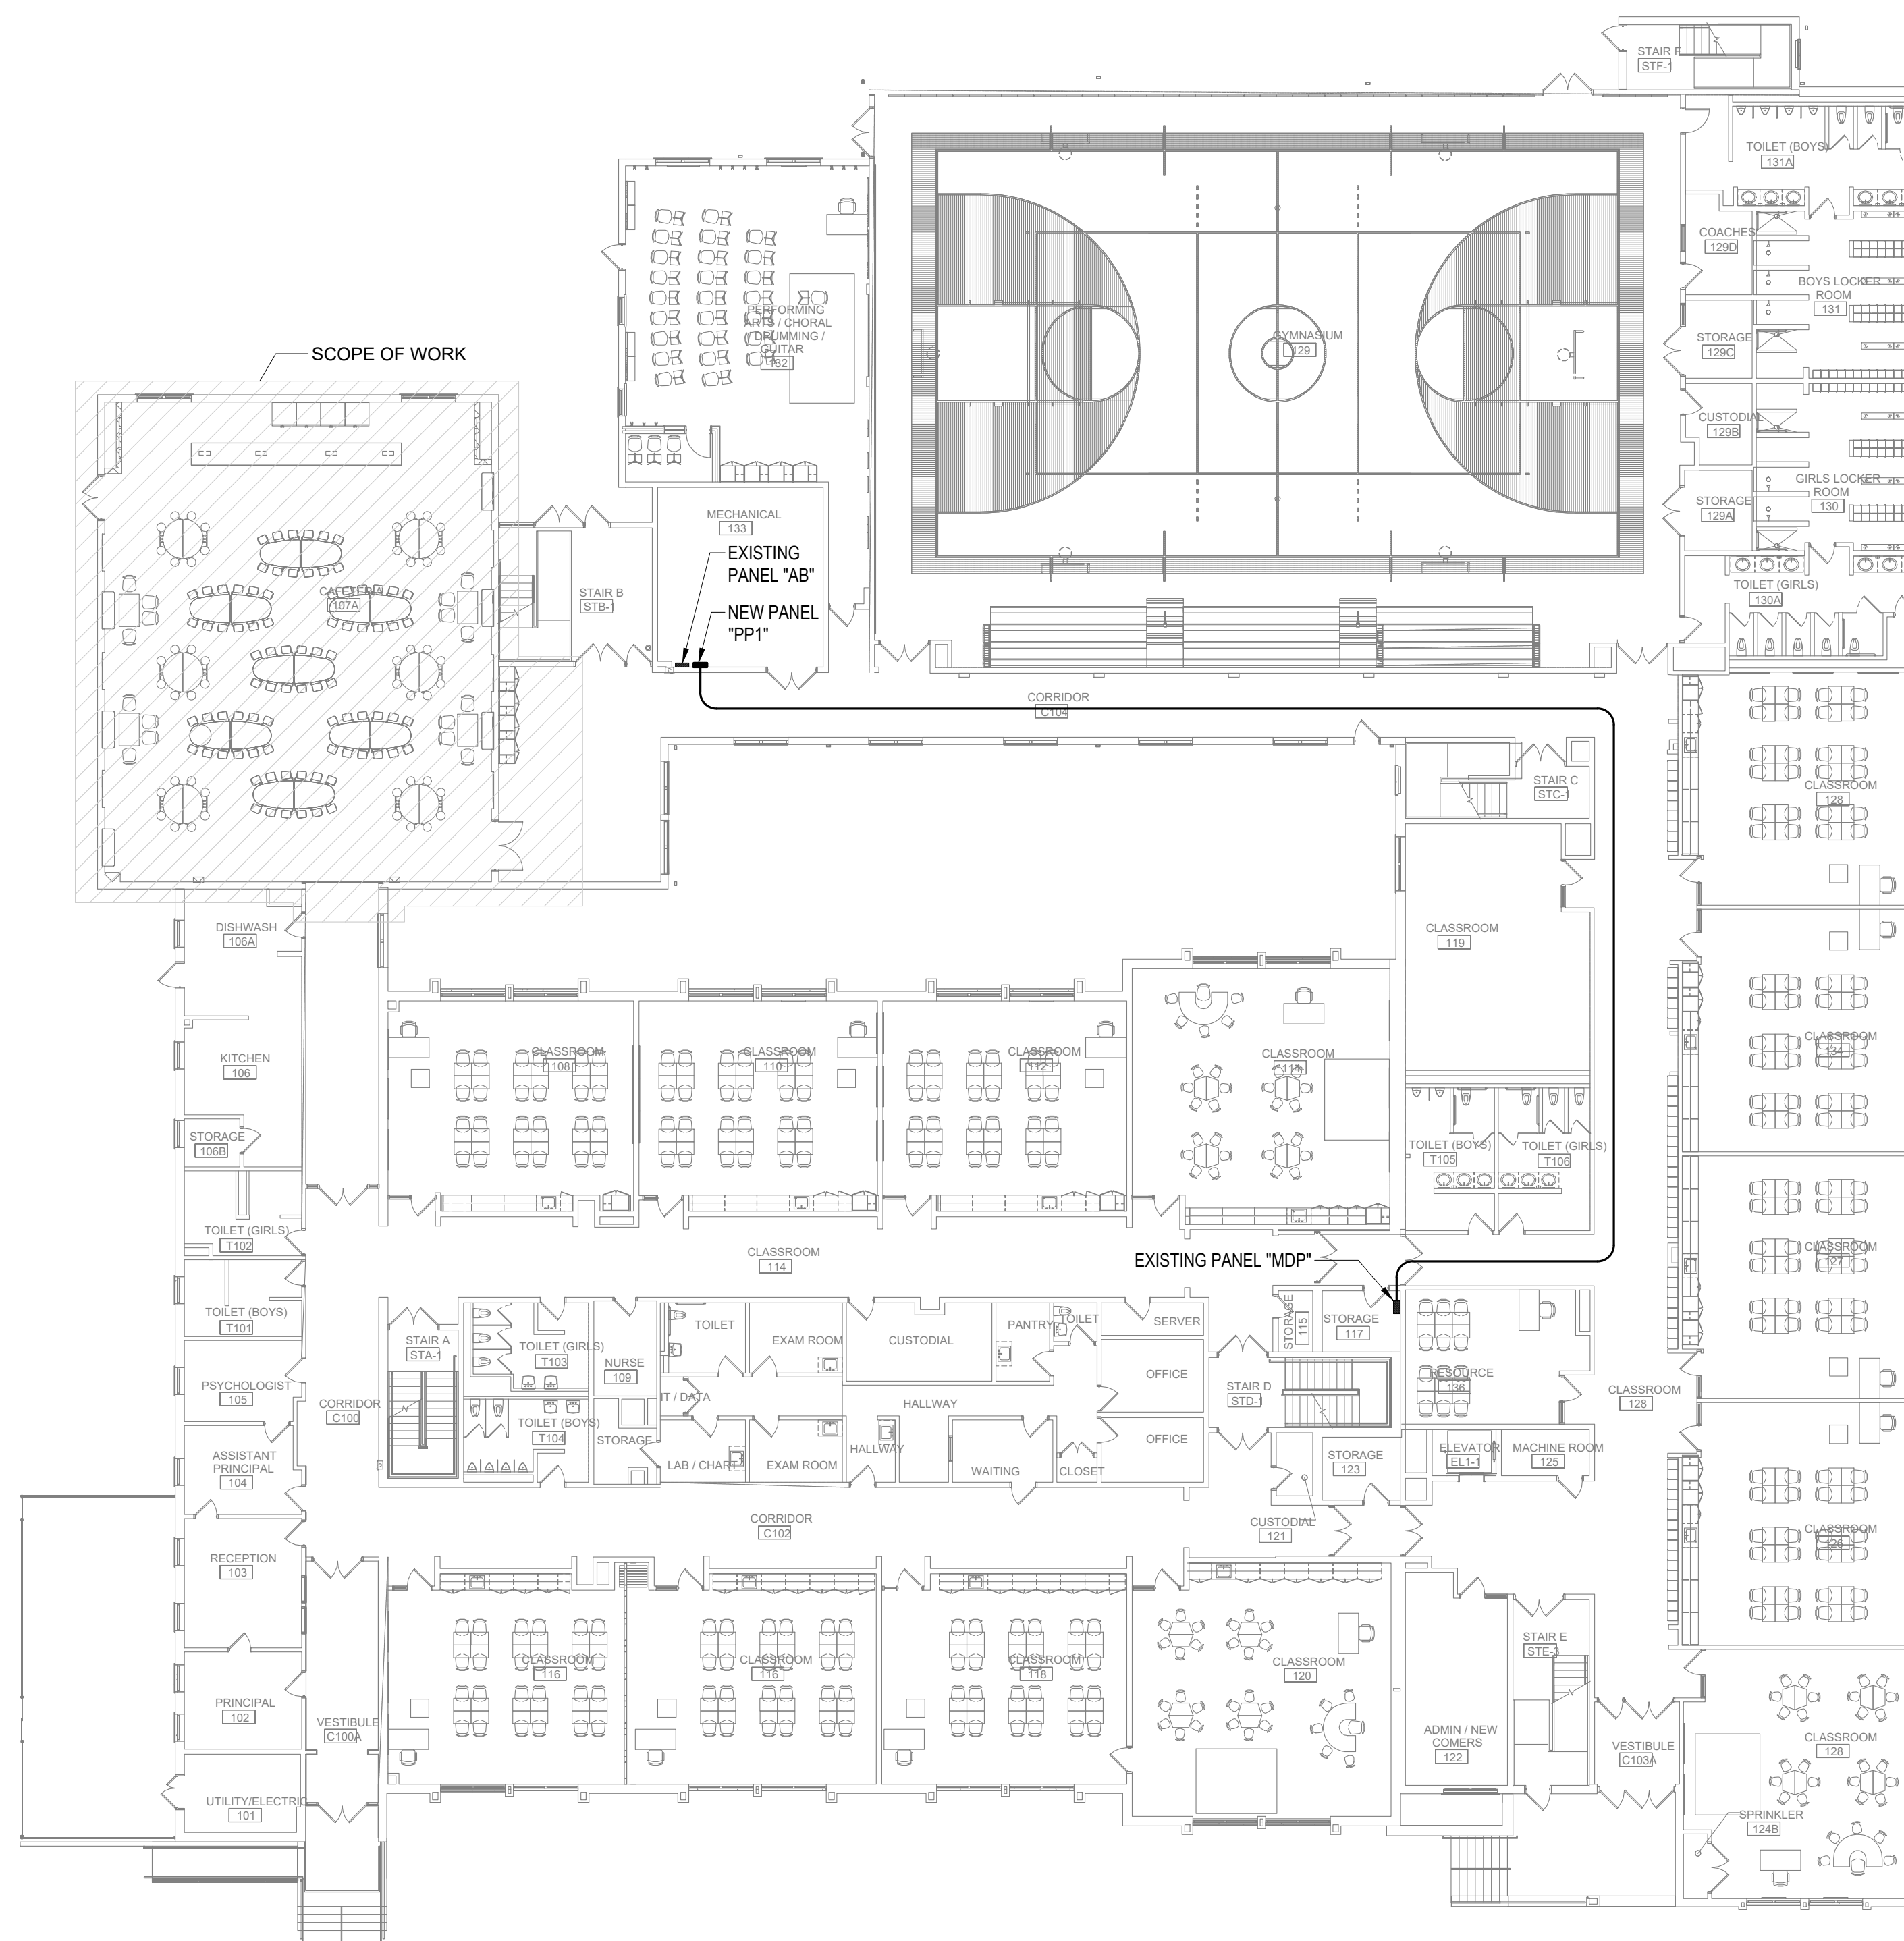 STAIR F
STF-1
TOILET (BOYS)
131A
COACHES
129D
BOYS LOCKER
ROOM
131
STORAGE
129C
CUSTODIAL
129B
GIRLS LOCKER
ROOM
130
STORAGE
129A
TOILET (GIRLS)
130A
PERFORMING
ARTS / CHORAL
DRUMMING /
GUITAR
132
GYMNASIUM
129
SCOPE OF WORK
MECHANICAL
133
EXISTING
PANEL "AB"
NEW PANEL
"PP1"
STAIR B
STB-1
CAFETERIA
107A
CORRIDOR
C104
STAIR C
STC-1
CLASSROOM
128
CLASSROOM
119
DISHWASH
106A
KITCHEN
106
STORAGE
106B
CLASSROOM
108
CLASSROOM
110
CLASSROOM
112
CLASSROOM
CLASSROOM
TOILET (BOYS)
T105
TOILET (GIRLS)
T106
TOILET (GIRLS)
T102
CLASSROOM
114
EXISTING PANEL "MDP"
CLASSROOM
127
TOILET (BOYS)
T101
STAIR A
STA-1
TOILET (GIRLS)
T103
NURSE
109
TOILET
EXAM ROOM
CUSTODIAL
PANTRY
TOILET
SERVER
STORAGE
115
STORAGE
117
PSYCHOLOGIST
105
CORRIDOR
C100
IT / DATA
HALLWAY
OFFICE
STAIR D
STD-1
RESOURCE
136
CLASSROOM
128
TOILET (BOYS)
T104
STORAGE
LAB / CHART
EXAM ROOM
HALLWAY
WAITING
CLOSET
OFFICE
STORAGE
123
ELEVATOR
EL1-1
MACHINE ROOM
125
ASSISTANT
PRINCIPAL
104
CORRIDOR
C102
CUSTODIAL
121
CLASSROOM
126
RECEPTION
103
CLASSROOM
116
CLASSROOM
116
CLASSROOM
118
CLASSROOM
120
STAIR E
STE-3
PRINCIPAL
102
VESTIBULE
C100A
ADMIN / NEW
COMERS
122
VESTIBULE
C103A
CLASSROOM
128
UTILITY/ELECTRIC
101
SPRINKLER
124B